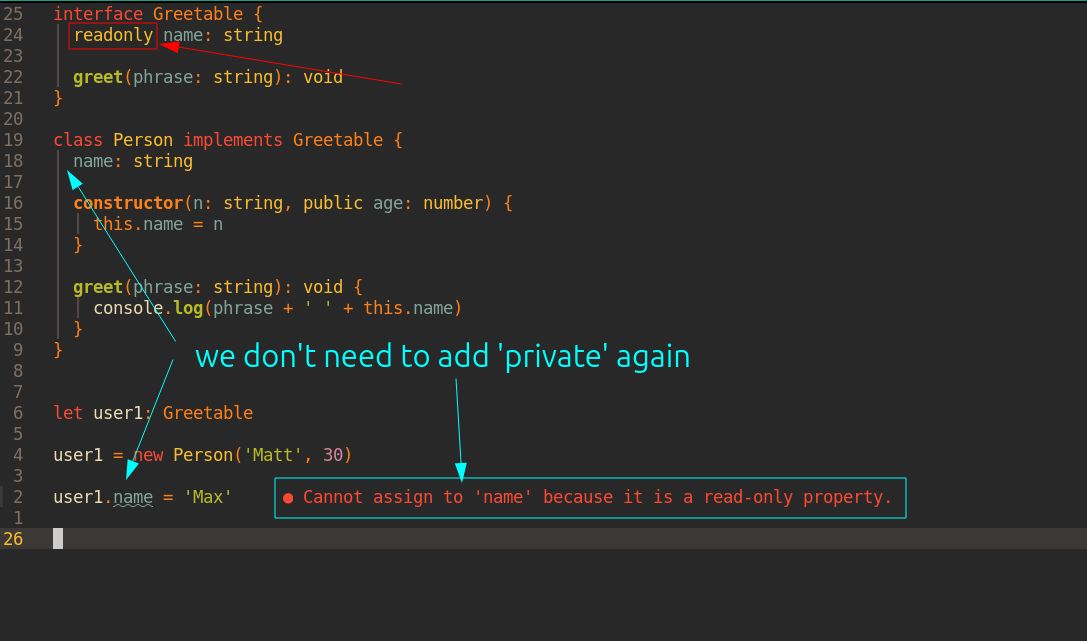 25 interface Greetable {
24 readonly name: string
23
22 greet(phrase: string): void
21 }
20
19 class Person implements Greetable {
18 name: string
17
16 constructor(n: string, public age: number) {
15 this.name = n
14 }
13
12 greet(phrase: string): void {
11 console.log(phrase + ' ' + this.name)
10 }
9 }
we don't need to add 'private' again
8
7
6 let user1: Greetable
5
4 user1 = new Person('Matt', 30)
3
2 user1.name = 'Max' ● Cannot assign to 'name' because it is a read-only property.
1
26